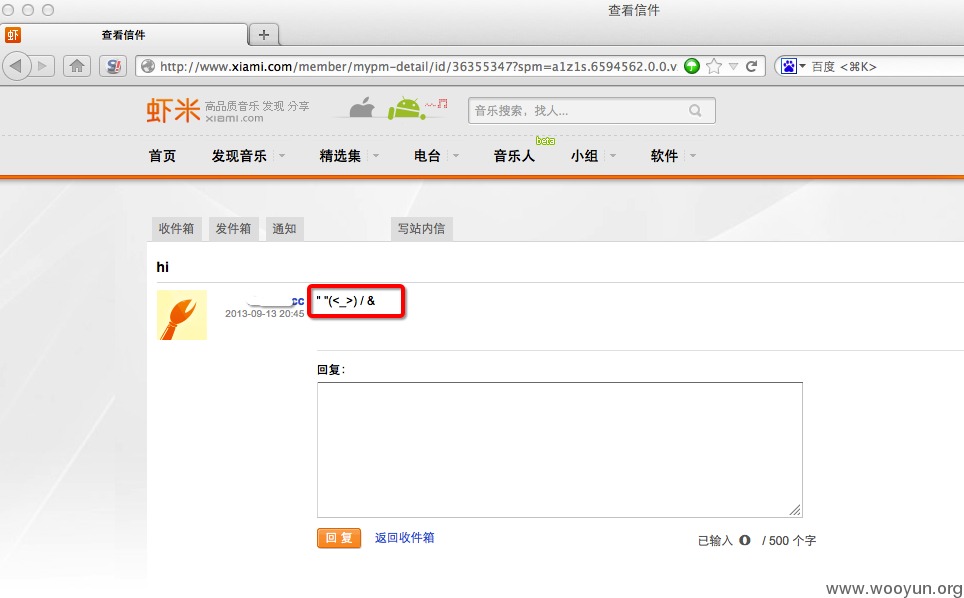 查看信件
查看信件
http://www.xiami.com/member/mypm-detail/id/36355347?spm=a1z1s.6594562.0.0.v
百度 <⌘K>
虾米 高品质音乐 发现 分享
xiami.com
音乐搜索，找人...
首页 发现音乐 精选集 电台 音乐人 beta 小组 软件
收件箱 发件箱 通知 写站内信
hi
cc
" "(<_>) / &
2013-09-13 20:45
回复：
回 复 返回收件箱 已输入 0 / 500 个字
www.wooyun.org